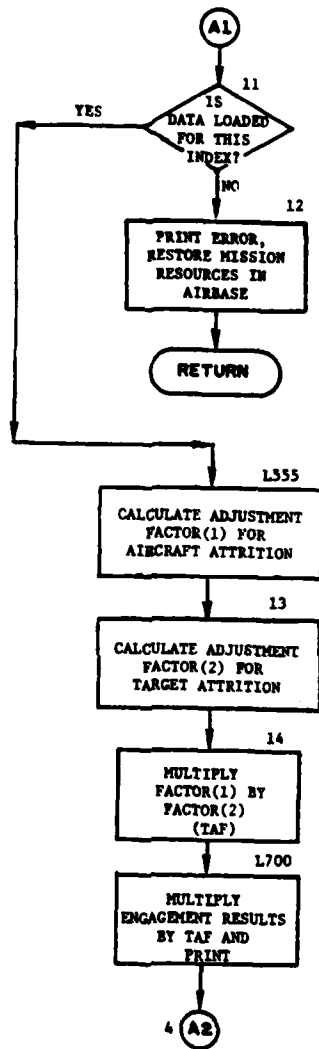 A1
11
IS
DATA LOADED
FOR THIS
INDEX?
YES
NO
12
PRINT ERROR,
RESTORE MISSION
RESOURCES IN
AIRBASE
RETURN
L355
CALCULATE ADJUSTMENT
FACTOR(1) FOR
AIRCRAFT ATTRITION
13
CALCULATE ADJUSTMENT
FACTOR(2) FOR
TARGET ATTRITION
14
MULTIPLY
FACTOR(1) BY
FACTOR(2)
(TAF)
L700
MULTIPLY
ENGAGEMENT RESULTS
BY TAF AND
PRINT
4 A2